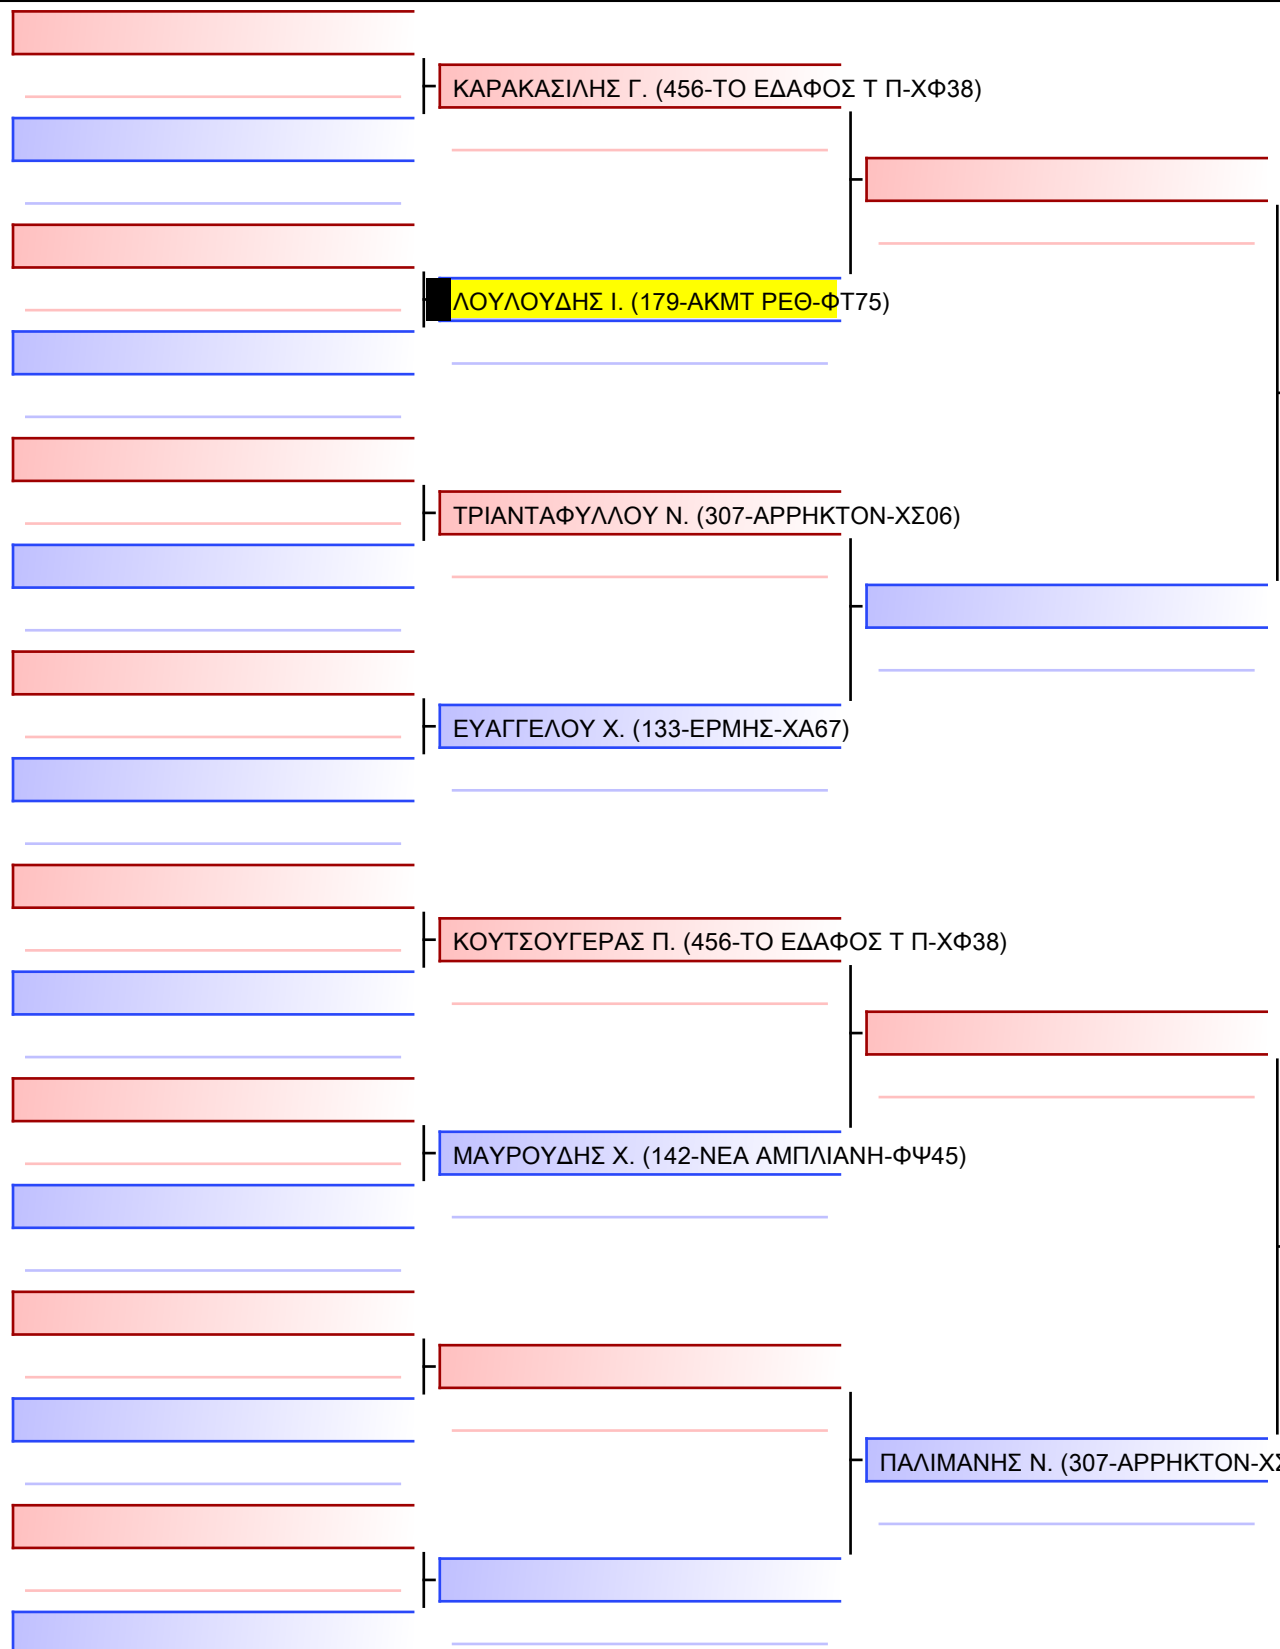 ΚΑΡΑΚΑΣΙΛΗΣ Γ. (456-ΤΟ ΕΔΑΦΟΣ Τ Π-ΧΦ38)
ΛΟΥΛΟΥΔΗΣ Ι. (179-ΑΚΜΤ ΡΕΘ-ΦΤ75)
ΤΡΙΑΝΤΑΦΥΛΛΟΥ Ν. (307-ΑΡΡΗΚΤΟΝ-ΧΣ06)
ΕΥΑΓΓΕΛΟΥ Χ. (133-ΕΡΜΗΣ-ΧΑ67)
ΚΟΥΤΣΟΥΓΕΡΑΣ Π. (456-ΤΟ ΕΔΑΦΟΣ Τ Π-ΧΦ38)
ΜΑΥΡΟΥΔΗΣ Χ. (142-ΝΕΑ ΑΜΠΛΙΑΝΗ-ΦΨ45)
ΠΑΛΙΜΑΝΗΣ Ν. (307-ΑΡΡΗΚΤΟΝ-ΧΣ